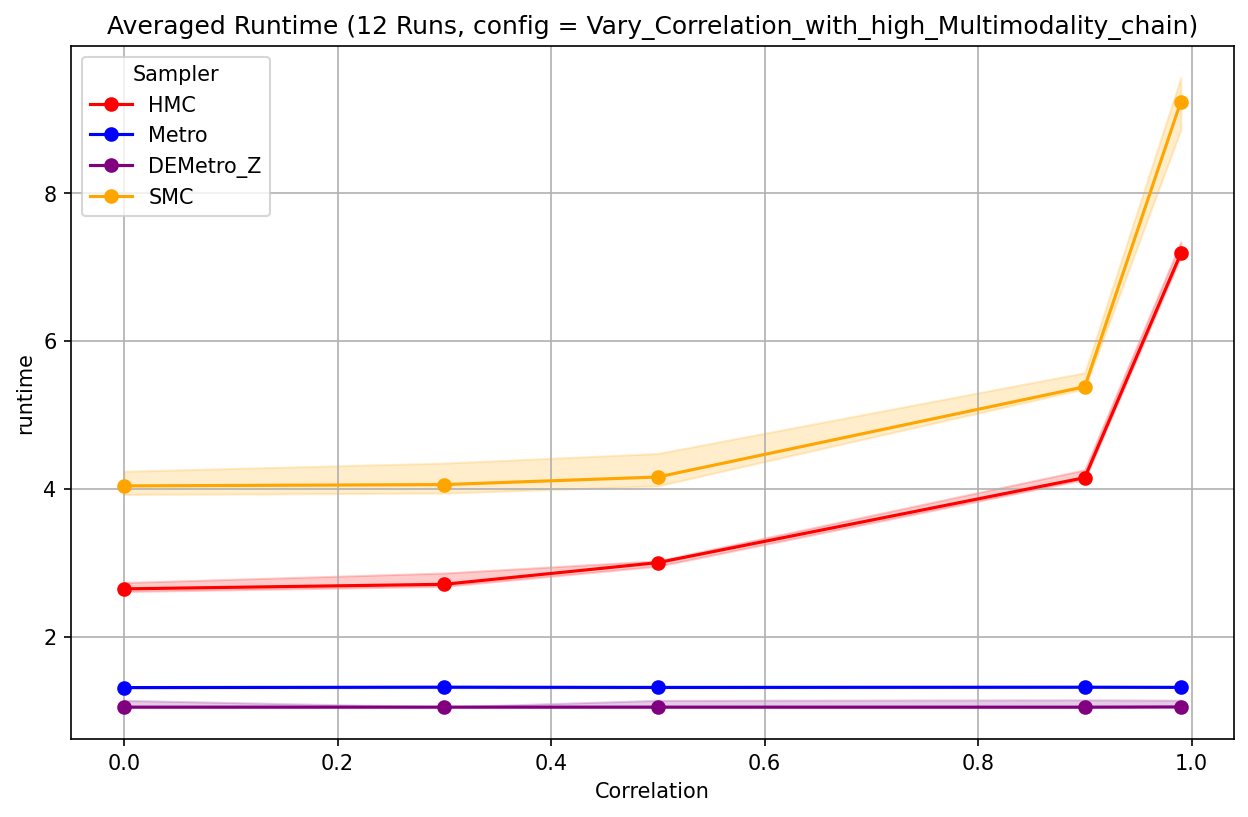 Averaged Runtime (12 Runs, config = Vary_Correlation_with_high_Multimodality_chain)
Sampler
HMC
Metro
DEMetro_Z
SMC
runtime
8
6
4
2
0.0 0.2 0.4 0.6 0.8 1.0
Correlation